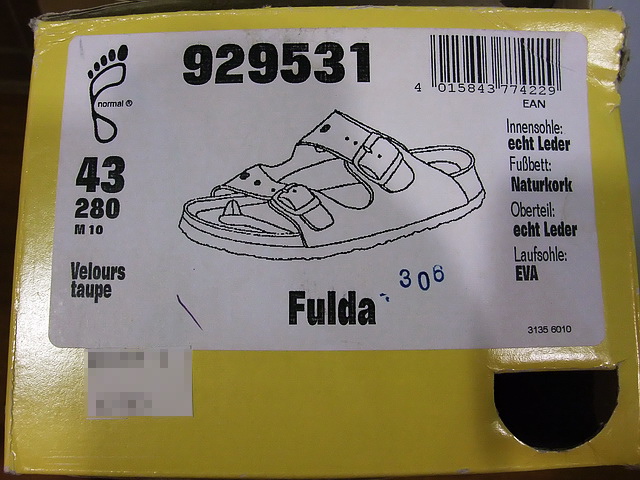 929531
4 015843 774229
EAN
normal ®
43
280
M 10
Velours
taupe
Innensohle:
echt Leder
Fußbett:
Naturkork
Oberteil:
echt Leder
Laufsohle:
EVA
Fulda
306
3135 6010